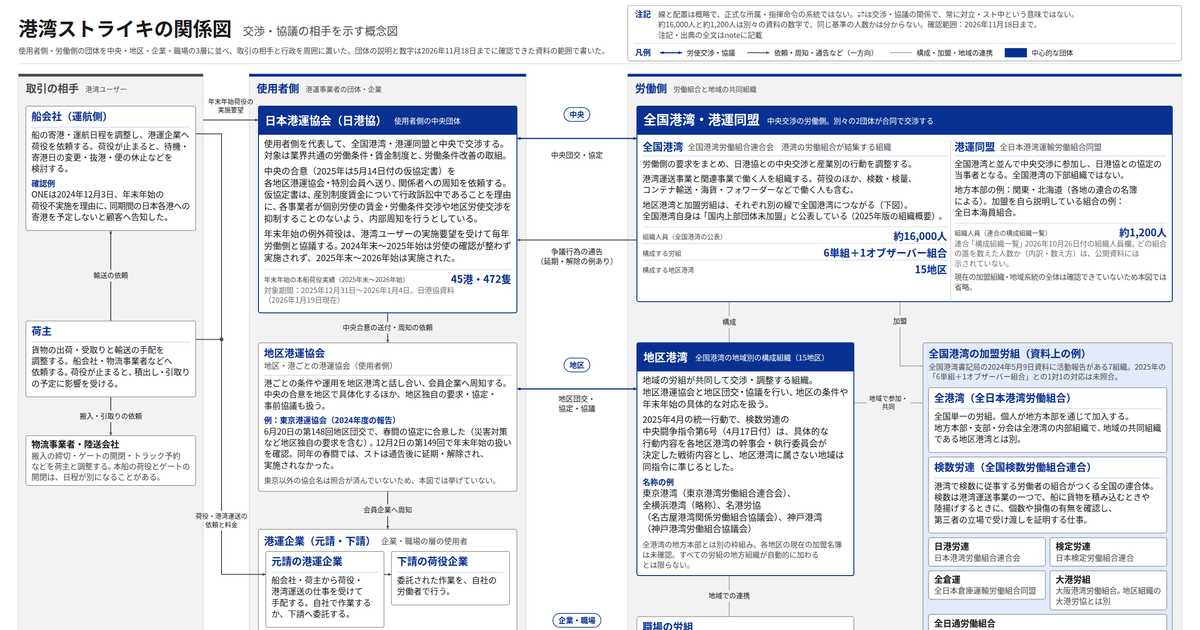 港湾ストライキの関係図 交渉・協議の相手を示す概念図
使用者側・労働側の団体を中央・地区・企業・職場の3層に並べ、取引の相手と行政を周囲に置いた。団体の説明と数字は2026年11月18日までに確認できた資料の範囲で書いた。
注記 線と配置は概略で、正式な所属・指揮命令の系統ではない。⇄は交渉・協議の関係で、常に対立・スト中という意味ではない。
約16,000人と約1,200人は別々の資料の数字で、同じ基準の人数かは分からない。確認範囲：2026年11月18日まで。
注記・出典の全文はnoteに記載
凡例 労使交渉・協議 依頼・周知・通告など（一方向） 構成・加盟・地域の連携 中心的な団体
取引の相手 港湾ユーザー
船会社（運航側）
船の寄港・運航日程を調整し、港運企業へ
荷役を依頼する。荷役が止まると、待機・
寄港日の変更・抜港・便の休止などを
検討する。
確認例
ONEは2024年12月3日、年末年始の
荷役不実施を理由に、同期間の日本各港への
寄港を予定しないと顧客へ告知した。
輸送の依頼
荷主
貨物の出荷・受取りと輸送の手配を
調整する。船会社・物流事業者などへ
依頼する。荷役が止まると、積出し・引取り
の予定に影響を受ける。
搬入・引取りの依頼
物流事業者・陸送会社
搬入の締切・ゲートの開閉・トラック予約
などを荷主と調整する。本船の荷役とゲートの
開閉は、日程が別になることがある。
年末年始荷役の
実施要望
荷役・港湾運送の
依頼と料金
使用者側 港運事業者の団体・企業
日本港運協会（日港協） 使用者側の中央団体
使用者側を代表して、全国港湾・港運同盟と中央で交渉する。
対象は業界共通の労働条件・賃金制度と、労働条件改善の取組。
中央の合意（2025年は5月14日付の仮協定書）を
各地区港運協会・特別会員へ送り、関係者への周知を依頼する。
仮協定書は、産別制度賃金について行政訴訟中であることを理由
に、各事業者が個別労使の賃金・労働条件交渉や地区労使交渉を
抑制することのないよう、内部周知を行うとしている。
年末年始の例外荷役は、港湾ユーザーの実施要望を受けて毎年
労働側と協議する。2024年末〜2025年始は労使の確認が整わず
実施されず、2025年末〜2026年始は実施された。
年末年始の本船荷役実績（2025年末〜2026年始） 45港・472隻
対象期間：2025年12月31日〜2026年1月4日。日港協資料
（2026年1月19日現在）
中央合意の送付・周知の依頼
地区港運協会
地区・港ごとの港運協会（使用者側）
港ごとの条件や運用を地区港湾と話し合い、会員企業へ周知する。
中央の合意を地区で具体化するほか、地区独自の要求・協定・
事前協議も扱う。
例：東京港運協会（2024年度の報告）
6月20日の第148回地区団交で、春闘の協定に合意した（災害対策
など地区独自の要求を含む）。12月2日の第149回で年末年始の扱い
を確認。同年の春闘では、ストは通告後に延期・解除され、
実施されなかった。
東京以外の協会名は照合が済んでいないため、本図では挙げていない。
会員企業へ周知
港運企業（元請・下請） 企業・職場の層の使用者
元請の港運企業
船会社・荷主から荷役・
港湾運送の仕事を受けて
手配する。自社で作業する
か、下請へ委託する。
下請の荷役企業
委託された作業を、自社の
労働者で行う。
中央
中央団交・協定
争議行為の通告
（延期・解除の例あり）
地区
地区団交・
協定・協議
企業・職場
労働側 労働組合と地域の共同組織
全国港湾・港運同盟 中央交渉の労働側。別々の2団体が合同で交渉する
全国港湾 全国港湾労働組合連合会 港湾の労働組合が結集する組織
労働側の要求をまとめ、日港協との中央交渉と産業別の行動を調整する。
港湾運送事業と関連事業で働く人を組織する。荷役のほか、検数・検量、
コンテナ輸送・海貨・フォワーダーなどで働く人も含む。
地区港湾と加盟労組は、それぞれ別の線で全国港湾につながる（下図）。
全国港湾自身は「国内上部団体未加盟」と公表している（2025年版の組織概要）。
組織人員（全国港湾の公表） 約16,000人
構成する労組 6単組＋1オブザーバー組合
構成する地区港湾 15地区
港運同盟 全日本港湾運輸労働組合同盟
全国港湾と並んで中央交渉に参加し、日港協との協定の
当事者となる。全国港湾の下部組織ではない。
地方本部の例：関東・北海道（各地の連合の名簿
による）。加盟を自ら説明している組合の例：
全日本海員組合。
組織人員（連合の構成組織一覧） 約1,200人
連合「構成組織一覧」2026年10月26日付の組織人員欄。どの組合
の誰を数えた人数か（内訳・数え方）は、公開資料には
示されていない。
現在の加盟組織・地域系統の全体は確認できていないため本図では
省略。
構成
加盟
地区港湾 全国港湾の地域別の構成組織（15地区）
地域の労組が共同して交渉・調整する組織。
地区港運協会と地区団交・協議を行い、地区の条件や
年末年始の具体的な対応を扱う。
2025年4月の統一行動で、検数労連の
中央闘争指令第6号（4月17日付）は、具体的な
行動内容を各地区港湾の幹事会・執行委員会が
決定した戦術内容とし、地区港湾に属さない地域は
同指令に準じるとした。
名称の例
東京港湾（東京港湾労働組合連合会）、
全横浜港湾（略称）、名港労協
（名古屋港湾関係労働組合協議会）、神戸港湾
（神戸港湾労働組合協議会）
全港湾の地方本部とは別の枠組み。各地区の現在の加盟名簿
は未確認。すべての労組の地方組織が自動的に加わる
とは限らない。
地域で参加・
共同
地域での連携
職場の労組
全国港湾の加盟労組（資料上の例）
全国港湾書記局の2024年5月9日資料に活動報告がある7組織。2025年の
「6単組＋1オブザーバー組合」との1対1の対応は未照合。
全港湾（全日本港湾労働組合）
全国単一の労組。個人が地方本部を通じて加入する。
地方本部・支部・分会は全港湾の内部組織で、地域の共同組織
である地区港湾とは別。
検数労連（全国検数労働組合連合）
港湾で検数に従事する労働者の組合がつくる全国の連合体。
検数は港湾運送事業の一つで、船に貨物を積み込むときや
陸揚げするときに、個数や損傷の有無を確認し、
第三者の立場で受け渡しを証明する仕事。
日港労連
日本港湾労働組合連合会
検定労連
日本検定労働組合連合
全倉運
全日本倉庫運輸労働組合同盟
大港労組
大阪港湾労働組合。地区組織の
大港労協とは別
全日通労働組合